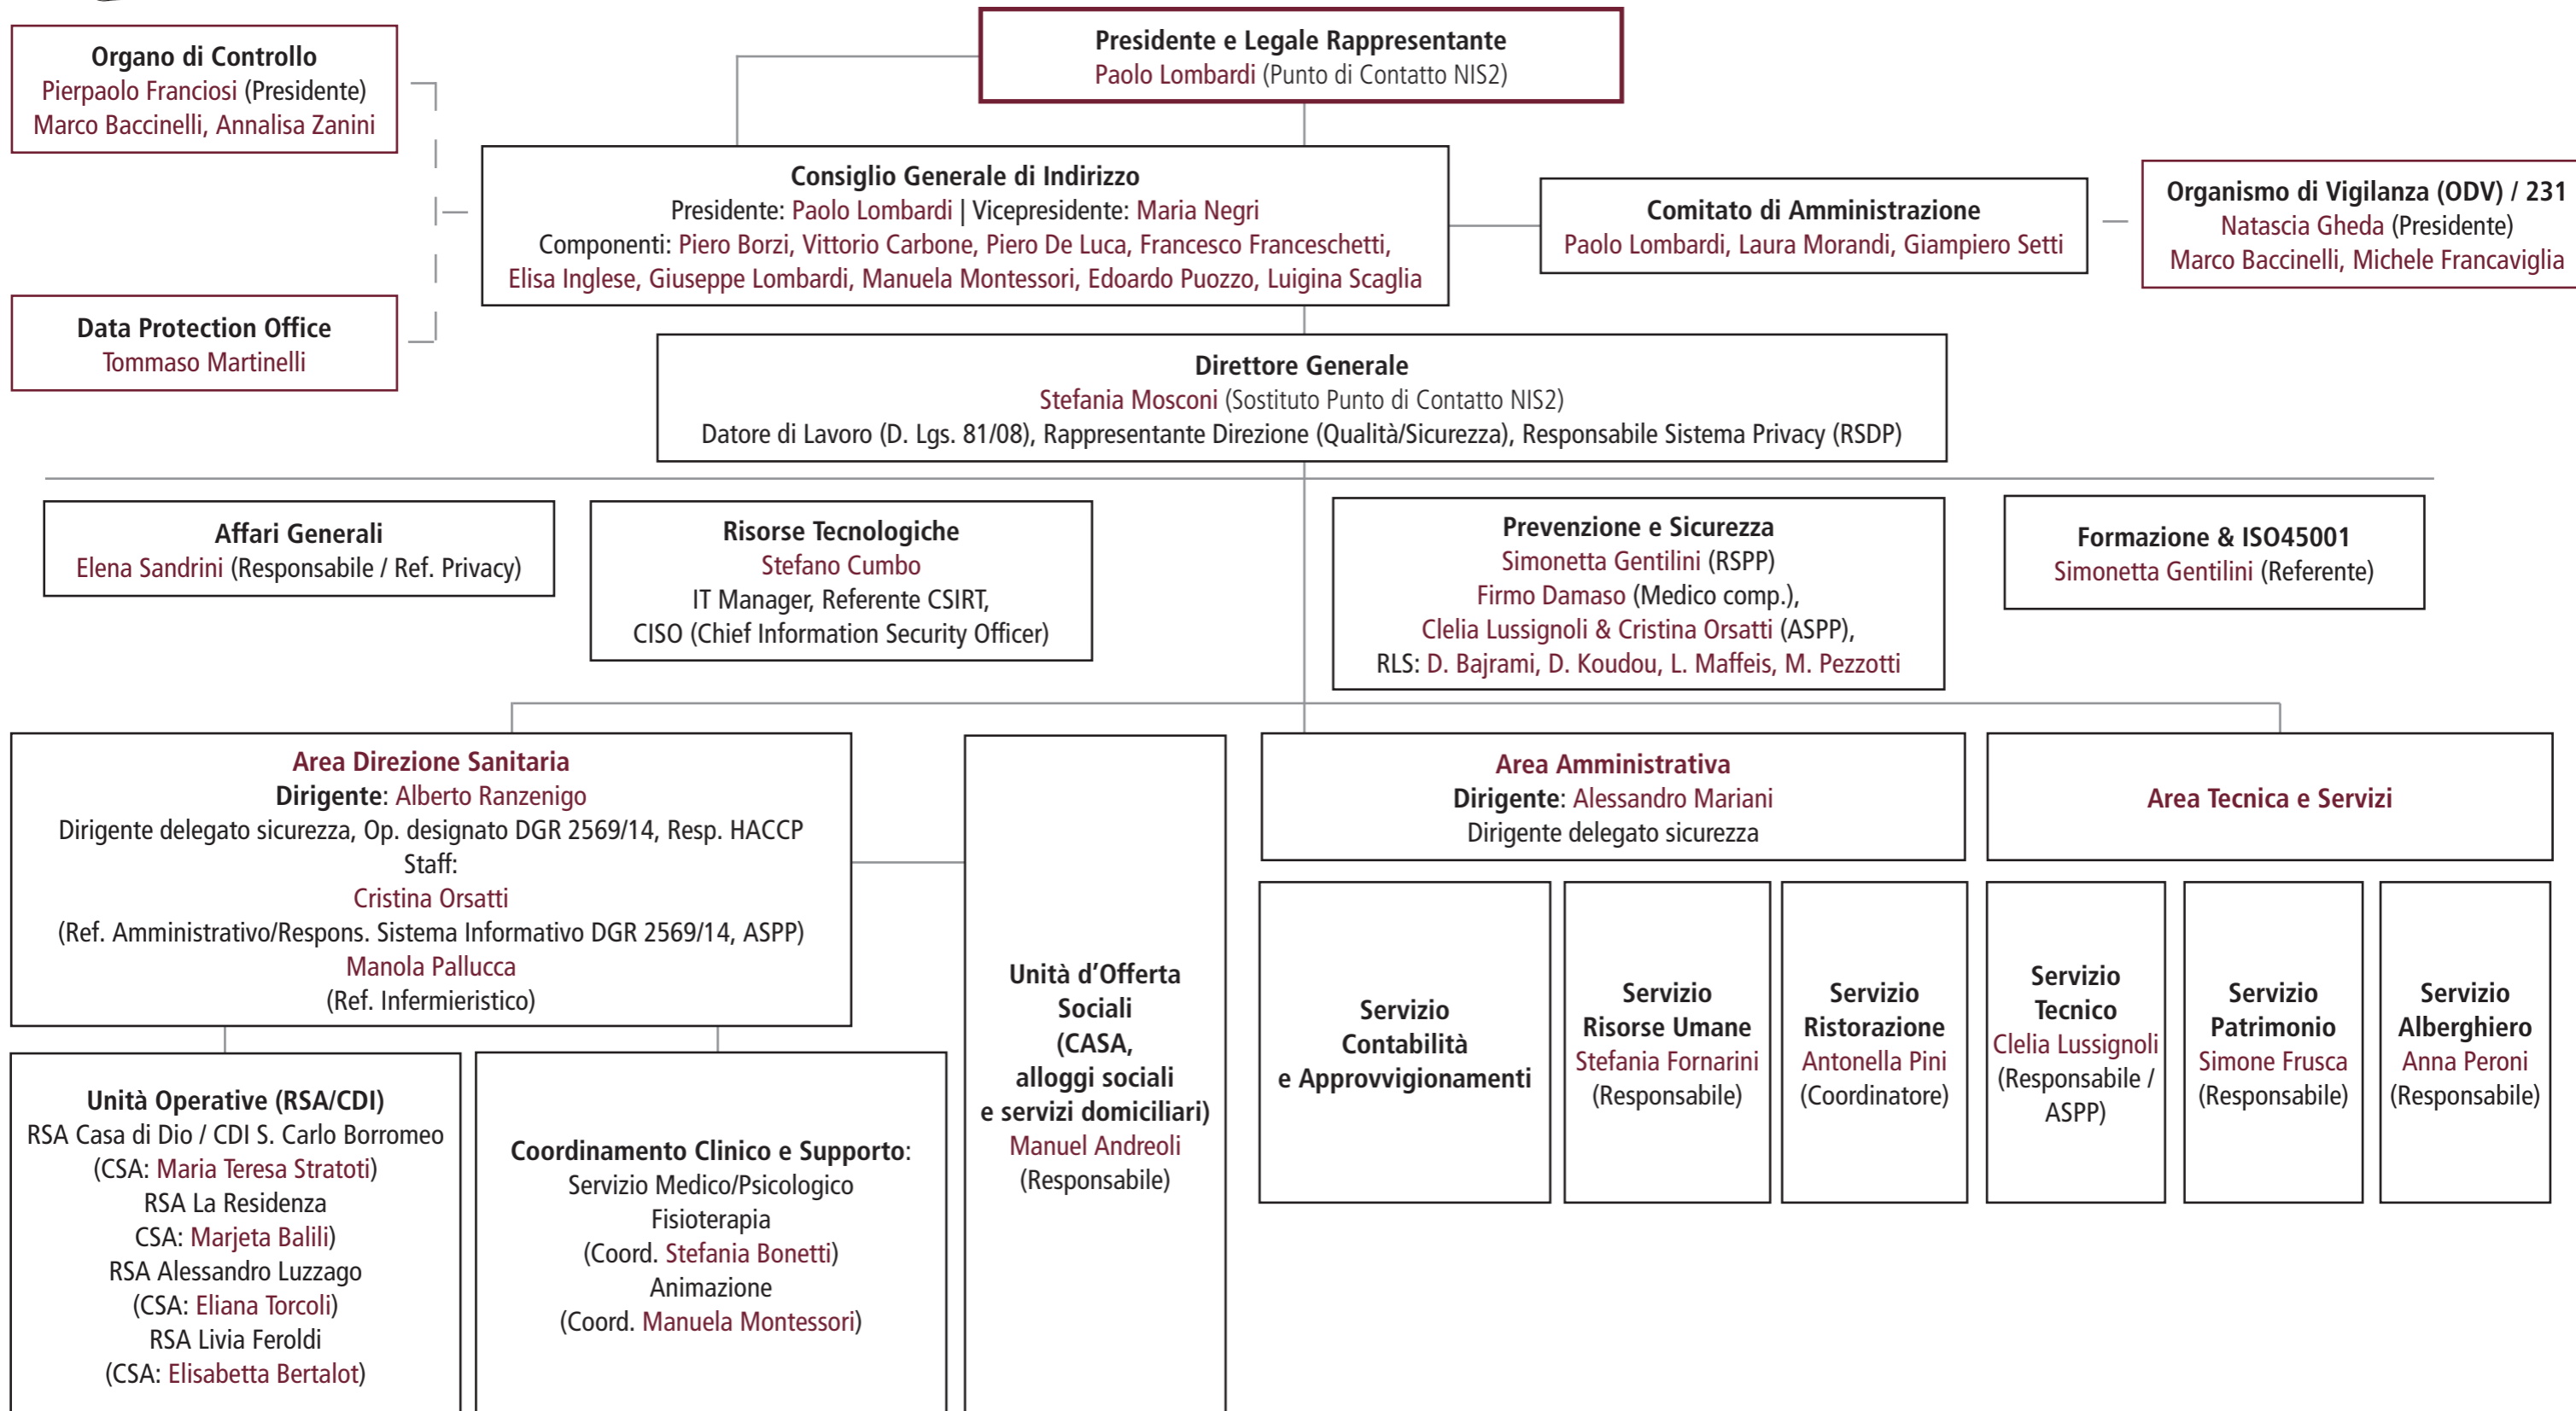 Presidente e Legale Rappresentante
Paolo Lombardi (Punto di Contatto NIS2)
Organo di Controllo
Pierpaolo Franciosi (Presidente)
Marco Baccinelli, Annalisa Zanini
Data Protection Office
Tommaso Martinelli
Consiglio Generale di Indirizzo
Presidente: Paolo Lombardi | Vicepresidente: Maria Negri
Componenti: Piero Borzi, Vittorio Carbone, Piero De Luca, Francesco Franceschetti,
Elisa Inglese, Giuseppe Lombardi, Manuela Montessori, Edoardo Puozzo, Luigina Scaglia
Comitato di Amministrazione
Paolo Lombardi, Laura Morandi, Giampiero Setti
Organismo di Vigilanza (ODV) / 231
Natascia Gheda (Presidente)
Marco Baccinelli, Michele Francaviglia
Direttore Generale
Stefania Mosconi (Sostituto Punto di Contatto NIS2)
Datore di Lavoro (D. Lgs. 81/08), Rappresentante Direzione (Qualità/Sicurezza), Responsabile Sistema Privacy (RSDP)
Affari Generali
Elena Sandrini (Responsabile / Ref. Privacy)
Risorse Tecnologiche
Stefano Cumbo
IT Manager, Referente CSIRT,
CISO (Chief Information Security Officer)
Prevenzione e Sicurezza
Simonetta Gentilini (RSPP)
Firmo Damaso (Medico comp.),
Clelia Lussignoli & Cristina Orsatti (ASPP),
RLS: D. Bajrami, D. Koudou, L. Maffeis, M. Pezzotti
Formazione & ISO45001
Simonetta Gentilini (Referente)
Area Direzione Sanitaria
Dirigente: Alberto Ranzenigo
Dirigente delegato sicurezza, Op. designato DGR 2569/14, Resp. HACCP
Staff:
Cristina Orsatti
(Ref. Amministrativo/Respons. Sistema Informativo DGR 2569/14, ASPP)
Manola Pallucca
(Ref. Infermieristico)
Unità Operative (RSA/CDI)
RSA Casa di Dio / CDI S. Carlo Borromeo
(CSA: Maria Teresa Stratoti)
RSA La Residenza
CSA: Marjeta Balili)
RSA Alessandro Luzzago
(CSA: Eliana Torcoli)
RSA Livia Feroldi
(CSA: Elisabetta Bertalot)
Coordinamento Clinico e Supporto:
Servizio Medico/Psicologico
Fisioterapia
(Coord. Stefania Bonetti)
Animazione
(Coord. Manuela Montessori)
Unità d’Offerta
Sociali
(CASA,
alloggi sociali
e servizi domiciliari)
Manuel Andreoli
(Responsabile)
Area Amministrativa
Dirigente: Alessandro Mariani
Dirigente delegato sicurezza
Servizio
Contabilità
e Approvvigionamenti
Servizio
Risorse Umane
Stefania Fornarini
(Responsabile)
Servizio
Ristorazione
Antonella Pini
(Coordinatore)
Area Tecnica e Servizi
Servizio
Tecnico
Clelia Lussignoli
(Responsabile /
ASPP)
Servizio
Patrimonio
Simone Frusca
(Responsabile)
Servizio
Alberghiero
Anna Peroni
(Responsabile)